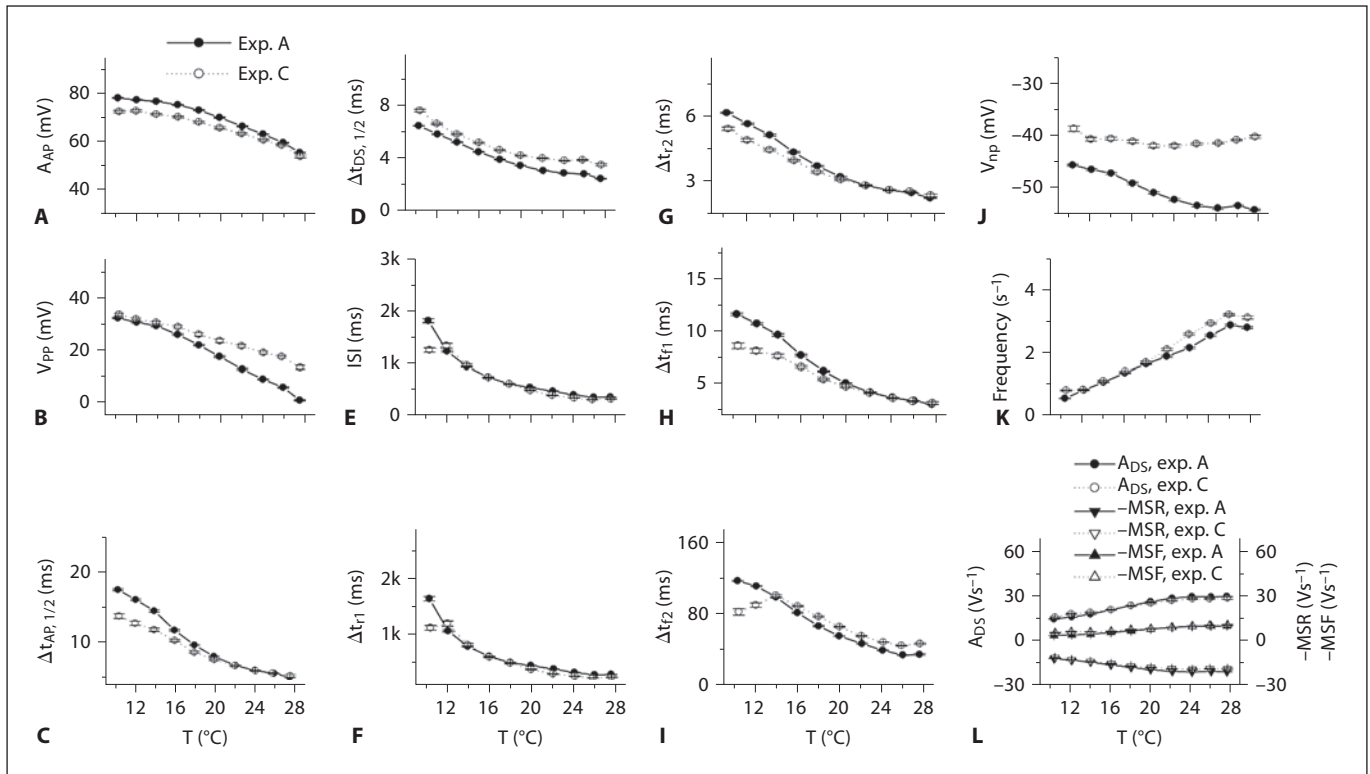 Exp. A
Exp. C
A_AP (mV)
80
60
40
A
V_PP (mV)
40
20
0
B
Δt_AP, 1/2 (ms)
20
10
12 16 20 24 28
C
T (°C)
Δt_DS, 1/2 (ms)
8
4
0
D
ISI
3k
2k
1k
0
E
Δt_r1 (ms)
2k
1k
12 16 20 24 28
F
T (°C)
Δt_r2 (ms)
6
3
G
Δt_f1 (ms)
15
10
5
H
Δt_f2 (ms)
160
80
0
12 16 20 24 28
I
T (°C)
V_np (mV)
−30
−40
−50
J
Frequency (s⁻¹)
4
2
0
K
A_DS, exp. A
A_DS, exp. C
−MSR, exp. A
−MSR, exp. C
−MSF, exp. A
−MSF, exp. C
A_DS (Vs⁻¹)
60
30
0
−30
60
30
0
−30
−MSR (Vs⁻¹)
−MSF (Vs⁻¹)
12 16 20 24 28
L
T (°C)